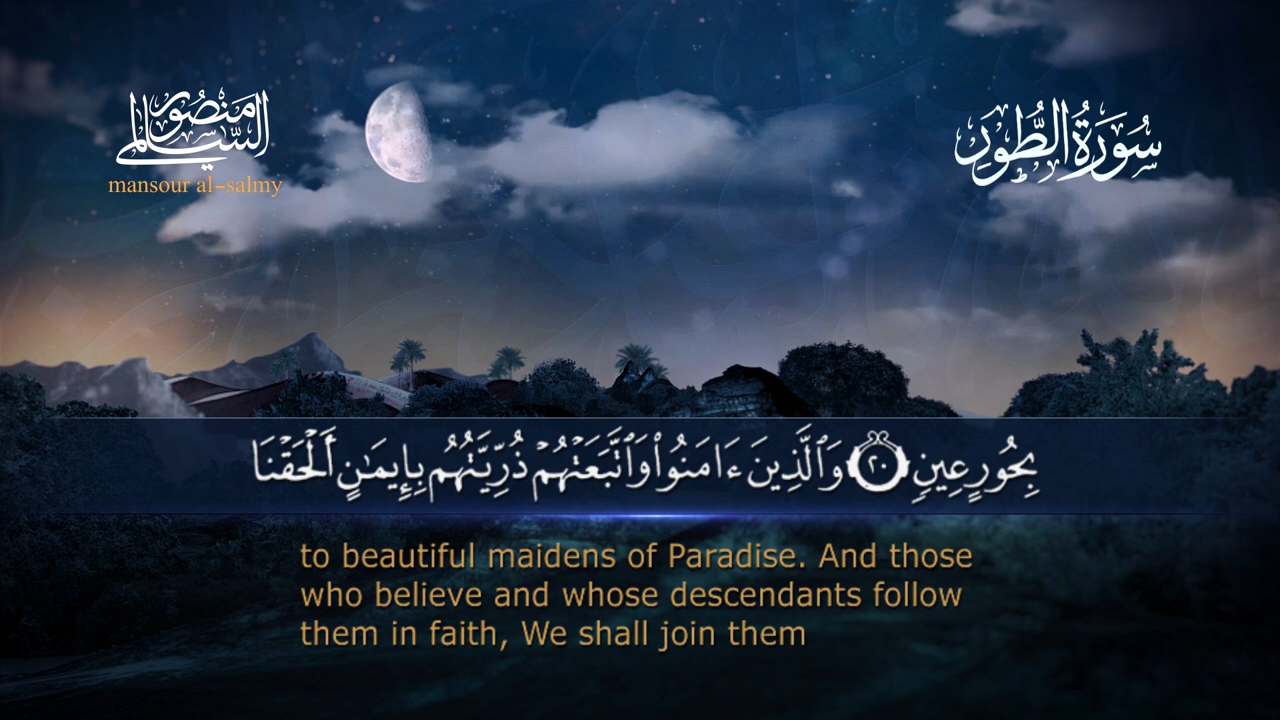 منصور السالمي
mansour al-salmy
سُورَةُ الطُّورِ
بِحُورٍ عِينٍ ۝٢٠ وَٱلَّذِينَ ءَامَنُوا۟ وَٱتَّبَعَتْهُمْ ذُرِّيَّتُهُم بِإِيمَٰنٍ أَلْحَقْنَا
to beautiful maidens of Paradise. And those
who believe and whose descendants follow
them in faith, We shall join them